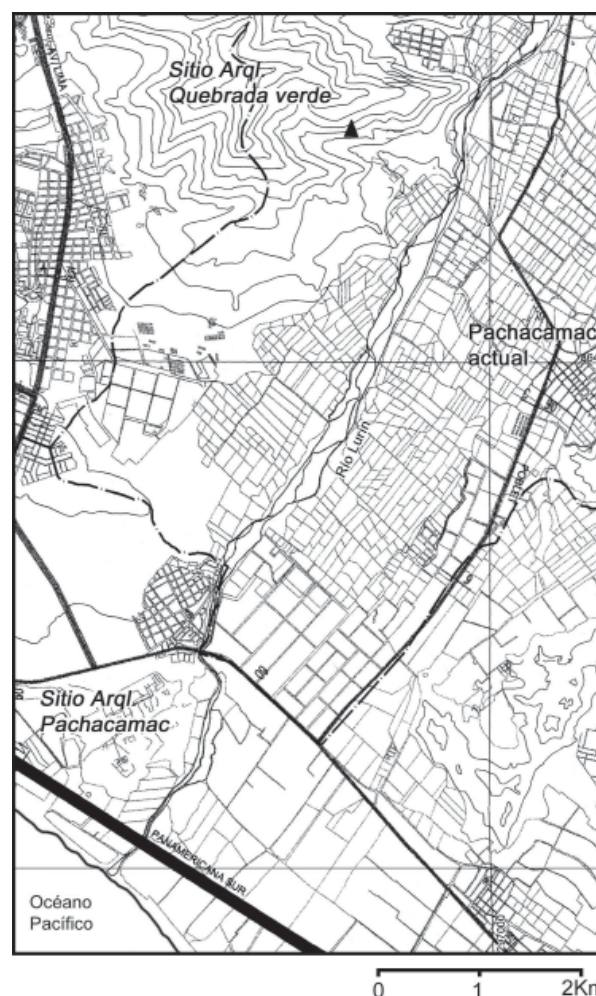 Sitio Arql.
Quebrada verde
Pachacamac
actual
Río Lurín
Sitio Arql.
Pachacamac
PANAMERICANA SUR
Océano
Pacífico
0 1 2Km